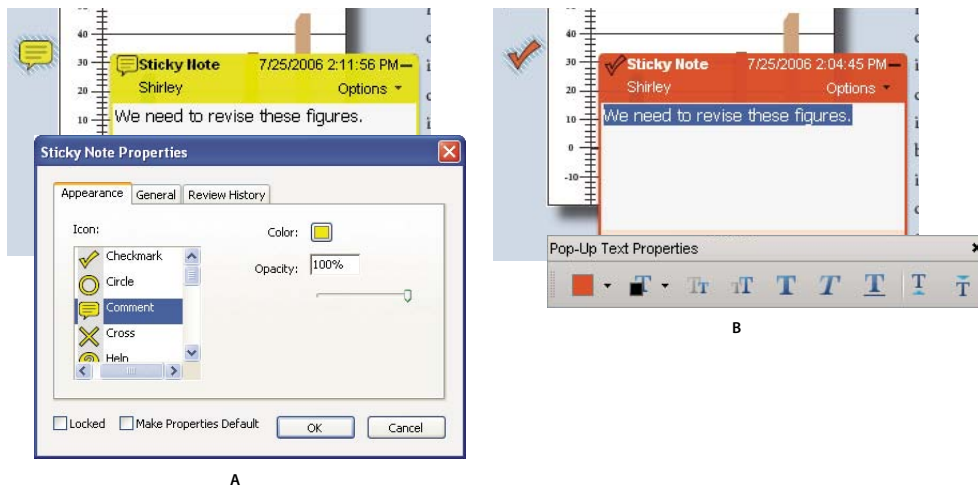 40
30
20
10
Sticky Note 7/25/2006 2:11:56 PM
Shirley Options
We need to revise these figures.
Sticky Note Properties
Appearance General Review History
Icon:
Checkmark
Circle
Comment
Cross
Help
Color:
Opacity: 100%
Locked Make Properties Default OK Cancel
A
40
30
20
10
0
-10
Sticky Note 7/25/2006 2:04:45 PM
Shirley Options
We need to revise these figures.
Pop-Up Text Properties
B